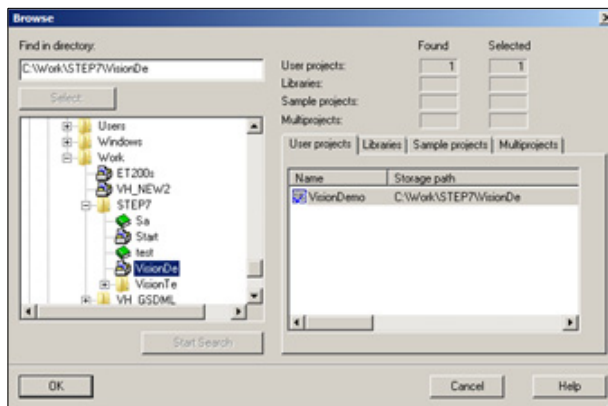 Browse
Find in directory:
C:\Work\STEP7\VisionDe
Select...
Found Selected
User projects: 1 1
Libraries:
Sample projects:
Multiprojects:
Users
Windows
Work
ET200s
VH_NEW2
STEP7
Sa
Start
test
VisionDe
VisionTe
VH_GSDML
Start Search
User projects Libraries Sample projects Multiprojects
Name Storage path
VisionDemo C:\Work\STEP7\VisionDe
OK Cancel Help